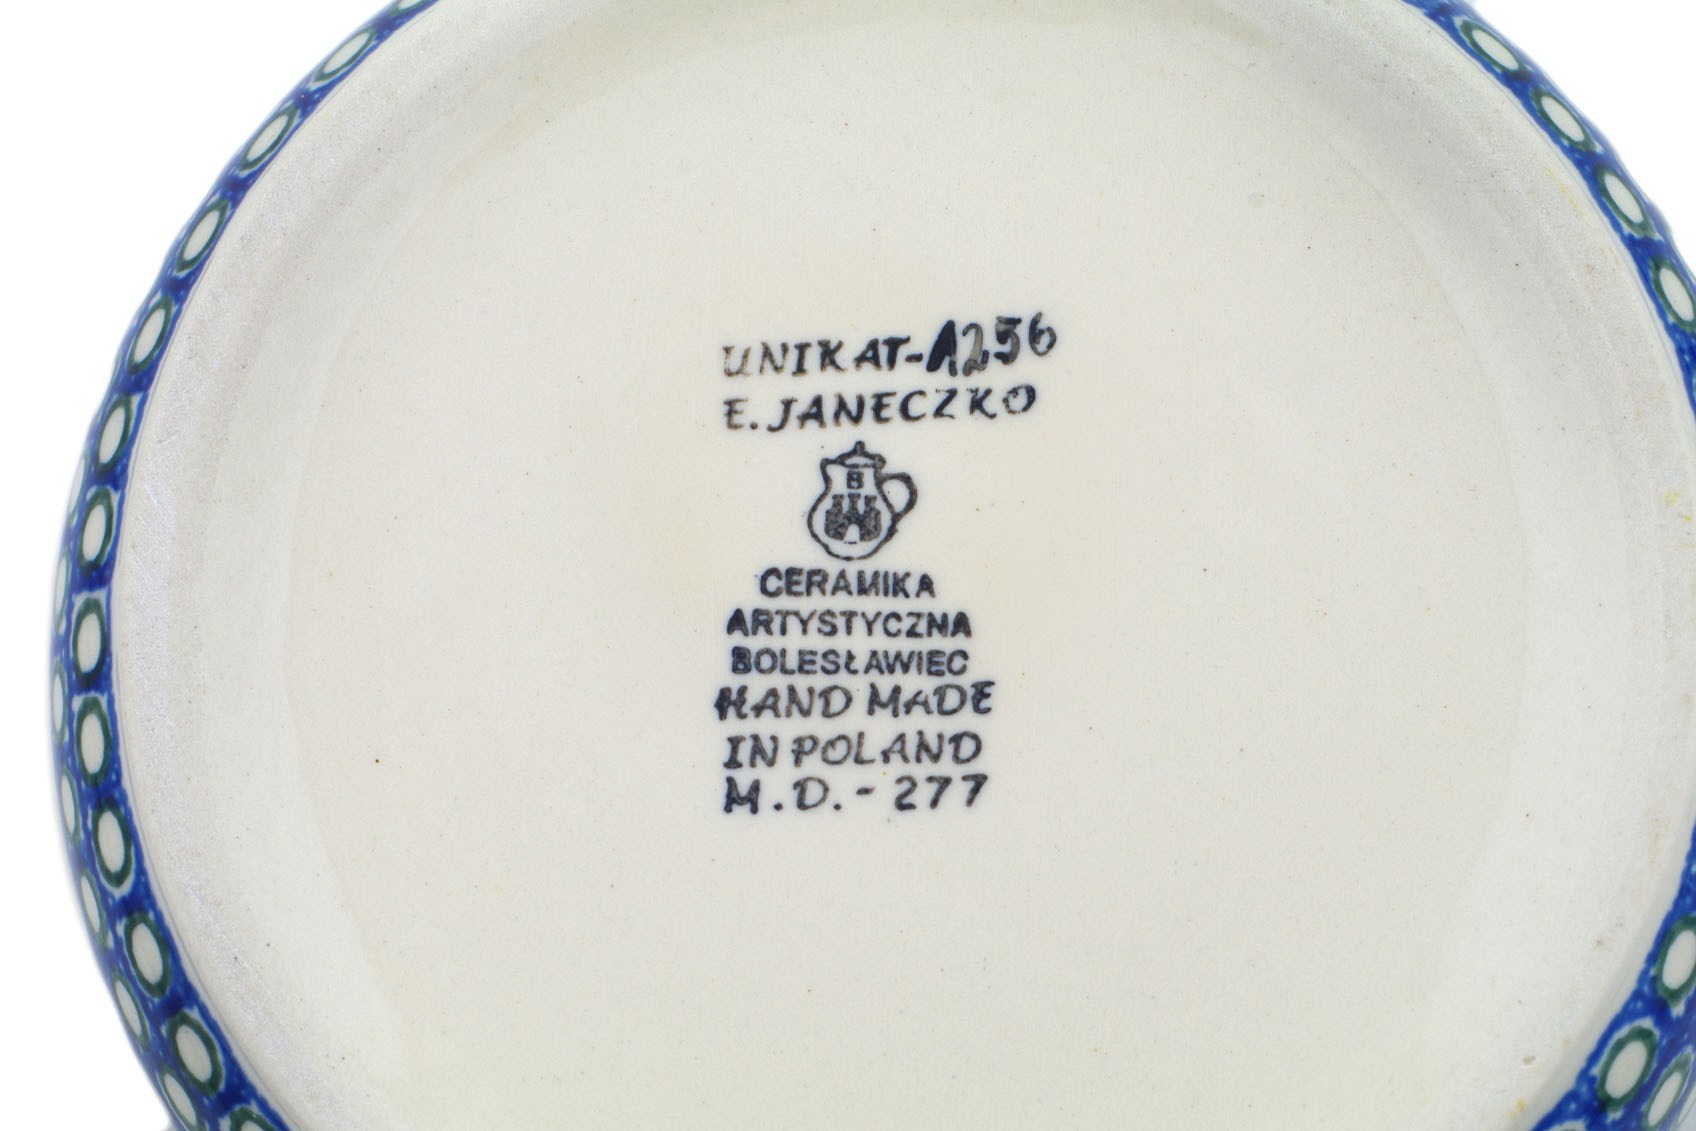 UNIKAT-A256
E. JANECZKO
B
CERAMIKA
ARTYSTYCZNA
BOLESŁAWIEC
HAND MADE
IN POLAND
M.D.-277